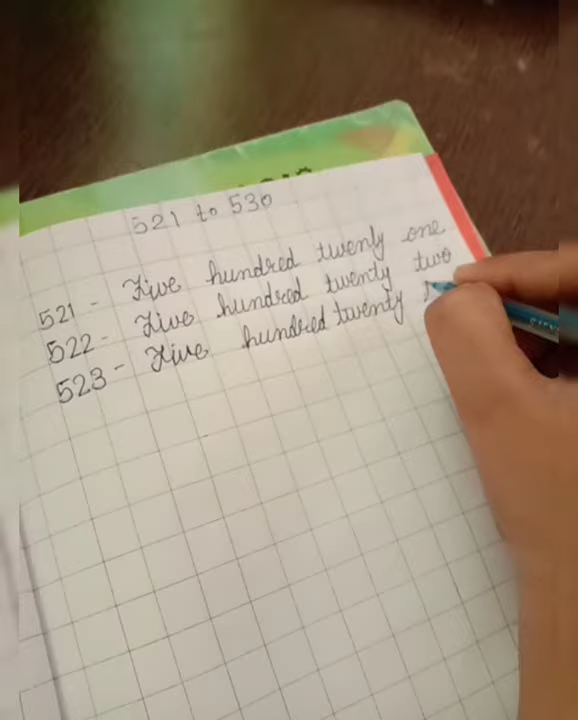 521 to 530
521 - Five hundred twenty one
522 - Five hundred twenty two
523 - Five hundred twenty